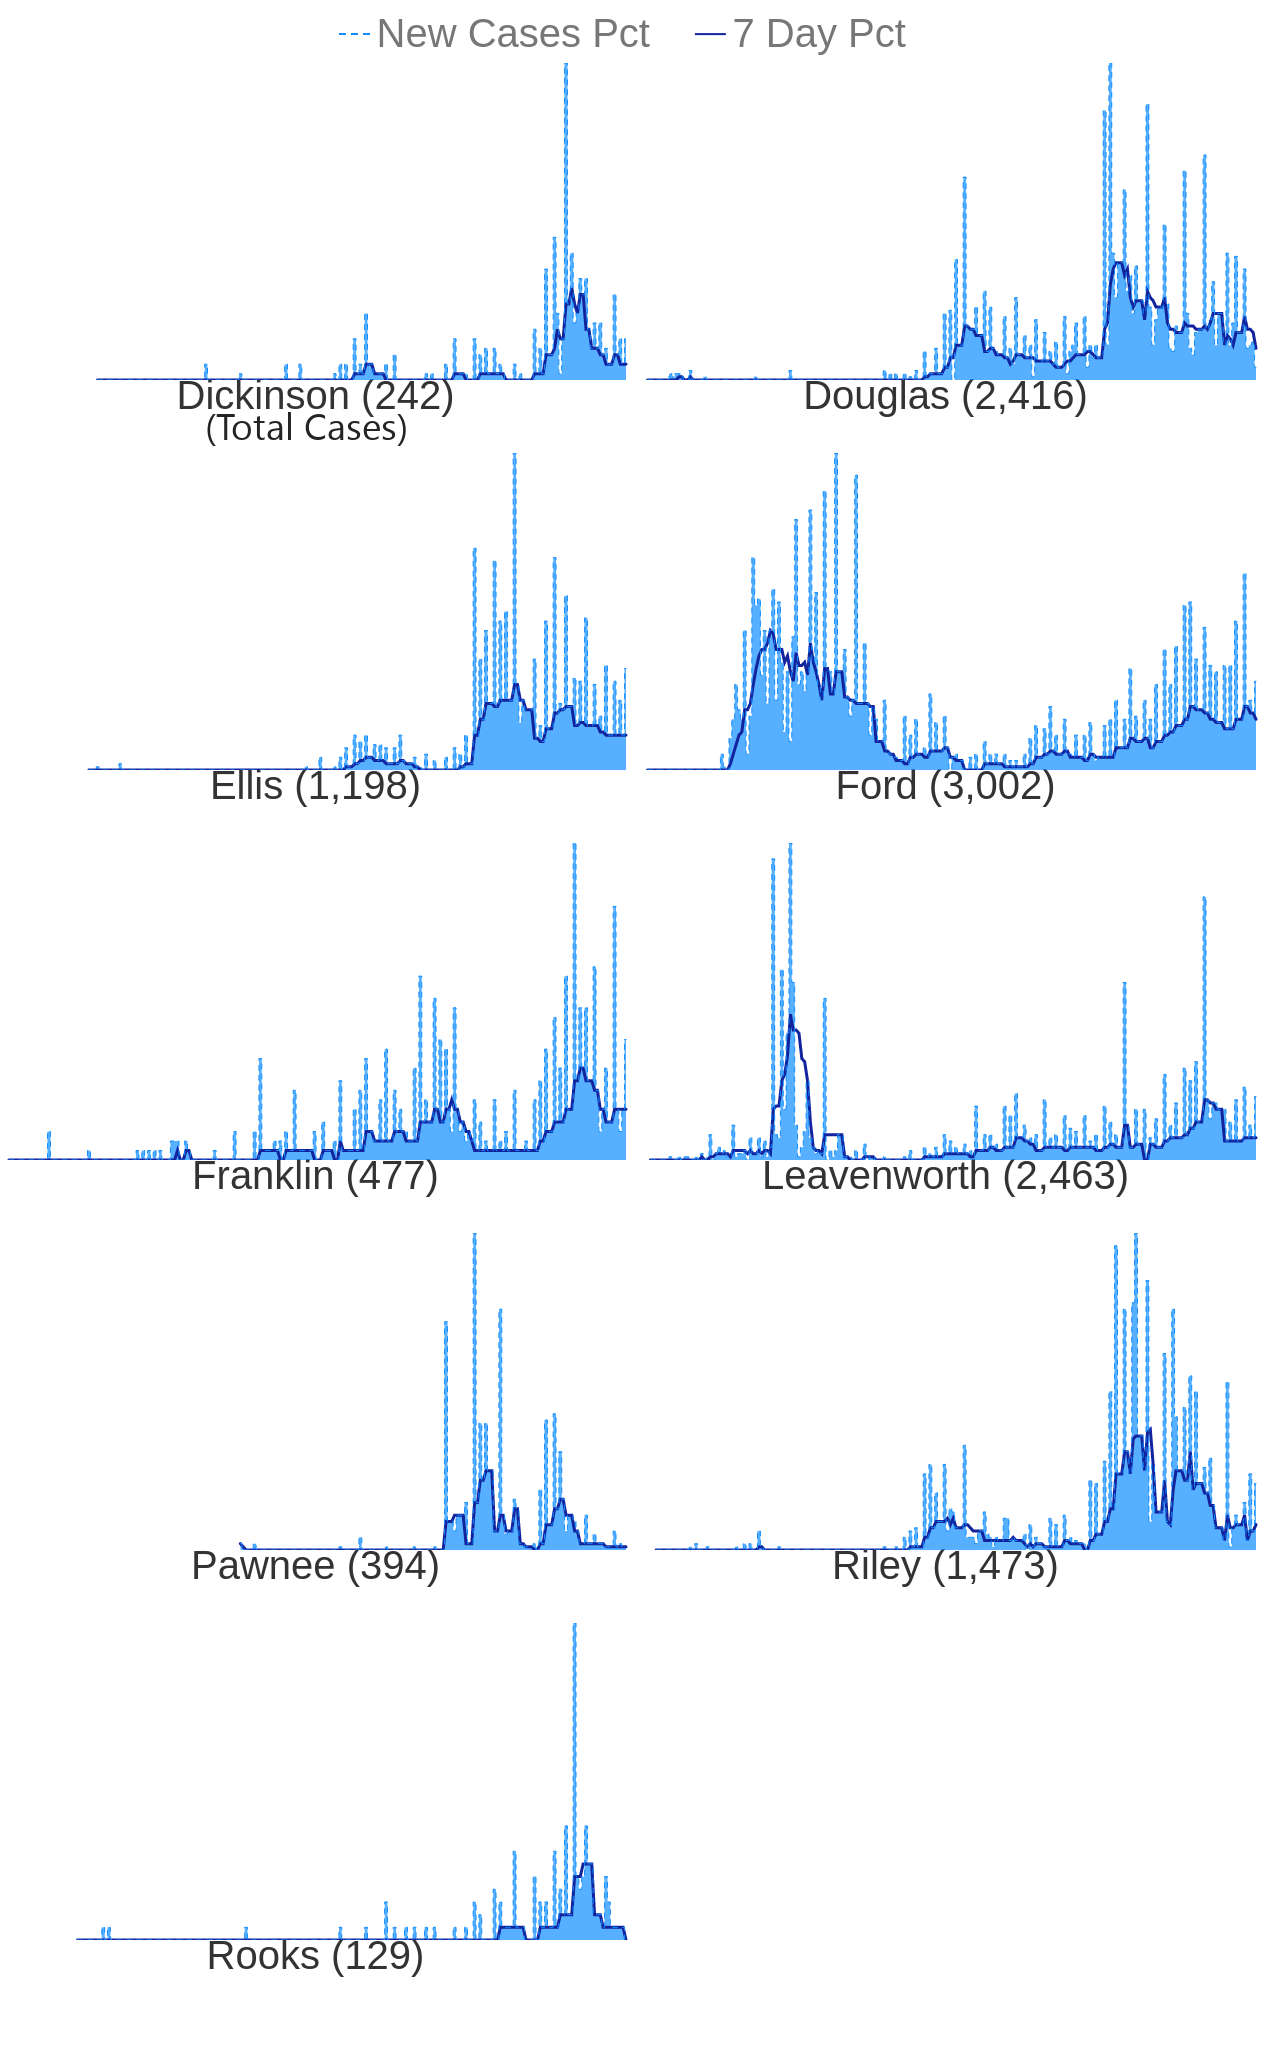 New Cases Pct 7 Day Pct
Dickinson (242) Douglas (2,416)
(Total Cases)
Ellis (1,198) Ford (3,002)
Franklin (477) Leavenworth (2,463)
Pawnee (394) Riley (1,473)
Rooks (129)